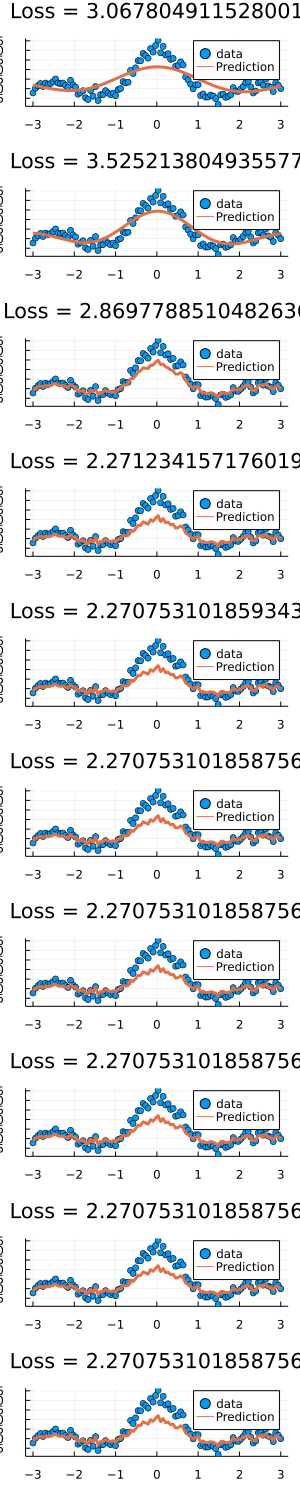 Loss = 3.067804911528001
data
Prediction
−3 −2 −1 0 1 2 3
Loss = 3.525213804935577
data
Prediction
−3 −2 −1 0 1 2 3
Loss = 2.869778851048263
data
Prediction
−3 −2 −1 0 1 2 3
Loss = 2.271234157176019
data
Prediction
−3 −2 −1 0 1 2 3
Loss = 2.270753101859343
data
Prediction
−3 −2 −1 0 1 2 3
Loss = 2.270753101858756
data
Prediction
−3 −2 −1 0 1 2 3
Loss = 2.270753101858756
data
Prediction
−3 −2 −1 0 1 2 3
Loss = 2.270753101858756
data
Prediction
−3 −2 −1 0 1 2 3
Loss = 2.270753101858756
data
Prediction
−3 −2 −1 0 1 2 3
Loss = 2.270753101858756
data
Prediction
−3 −2 −1 0 1 2 3